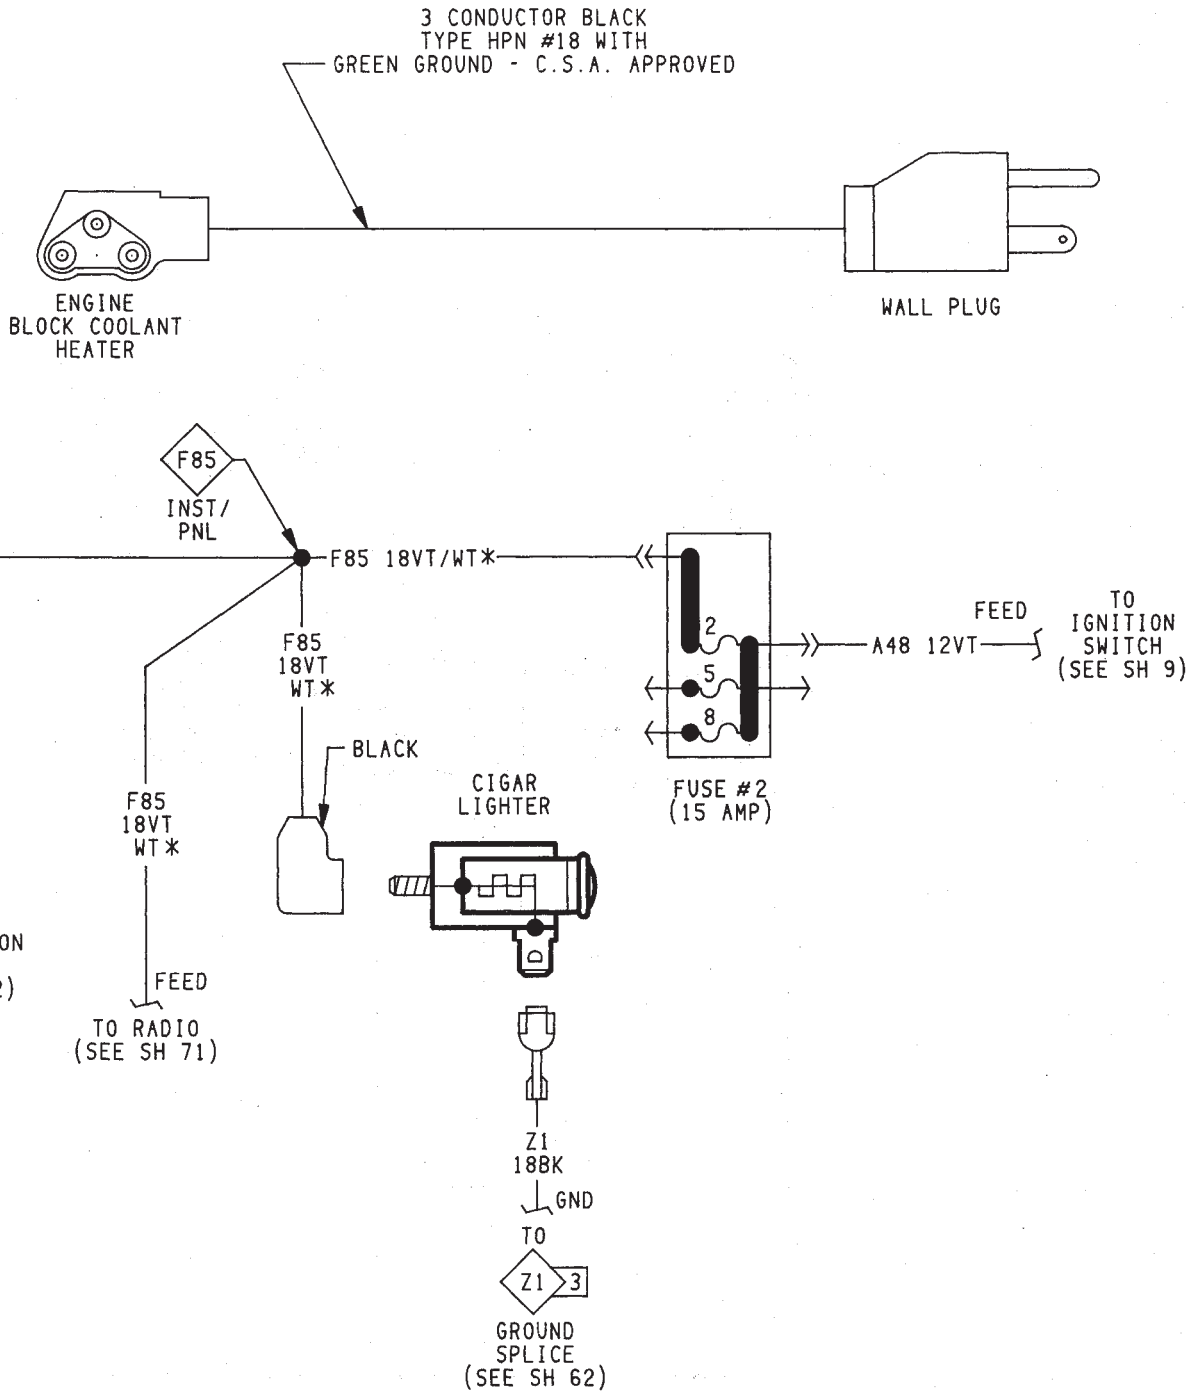 3 CONDUCTOR BLACK
TYPE HPN #18 WITH
GREEN GROUND - C.S.A. APPROVED
ENGINE
BLOCK COOLANT
HEATER
WALL PLUG
F85
INST/
PNL
F85 18VT/WT*
F85
18VT
WT*
BLACK
F85
18VT
WT*
FEED
TO RADIO
(SEE SH 71)
ON
2)
2
5
8
FUSE #2
(15 AMP)
A48 12VT
FEED
TO
IGNITION
SWITCH
(SEE SH 9)
CIGAR
LIGHTER
Z1
18BK
GND
TO
Z1 3
GROUND
SPLICE
(SEE SH 62)